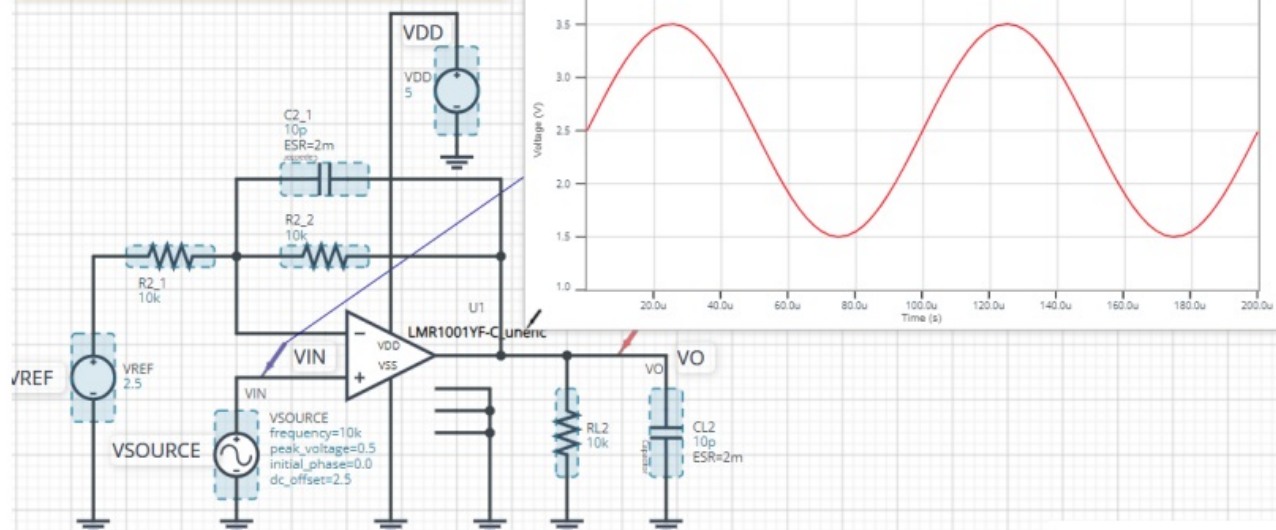 VDD
VDD
5
C2_1
10p
ESR=2m
Capacitor
R2_2
10k
R2_1
10k
U1
LMR1001YF-C_uneric
VDD
VSS
VIN
VIN
VREF
VREF
2.5
VSOURCE
VSOURCE
frequency=10k
peak_voltage=0.5
initial_phase=0.0
dc_offset=2.5
VO
VO
RL2
10k
CL2
10p
ESR=2m
Capacitor
Voltage (V)
3.5
3.0
2.5
2.0
1.5
1.0
20.0u 40.0u 60.0u 80.0u 100.0u 120.0u 140.0u 160.0u 180.0u 200.0u
Time (s)